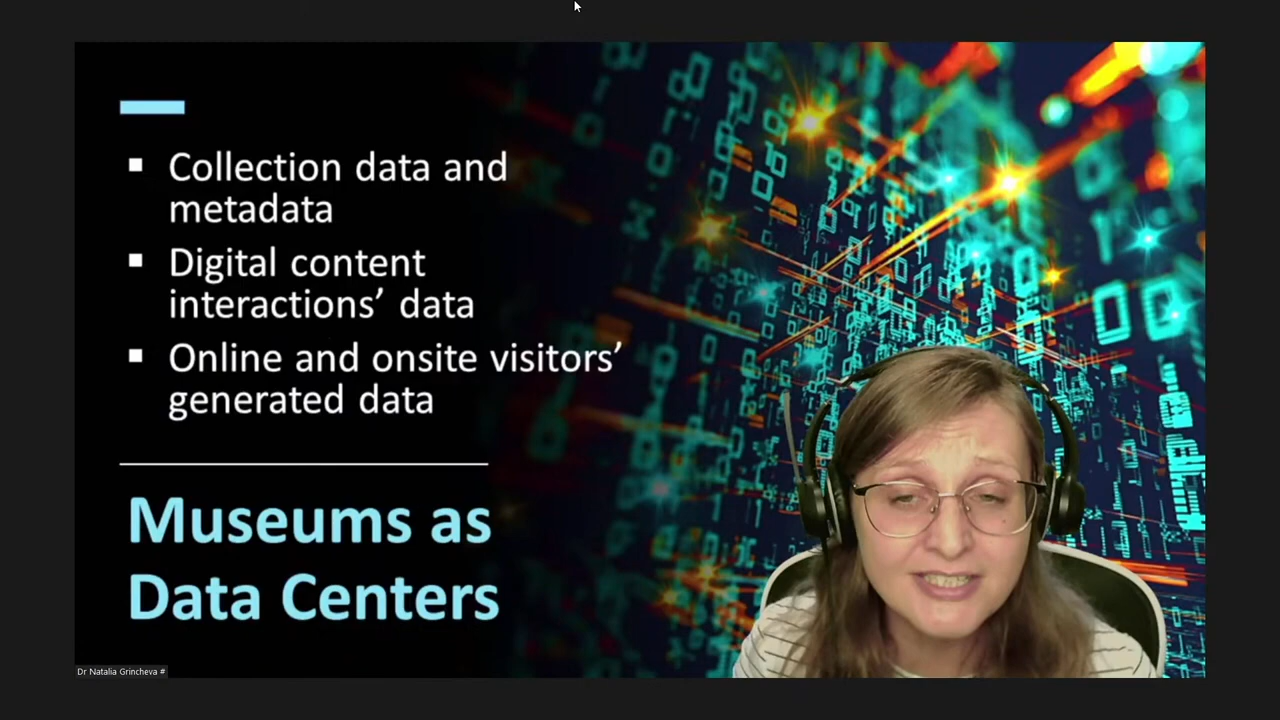 Collection data and
metadata
Digital content
interactions’ data
Online and onsite visitors’
generated data
Museums as
Data Centers
Dr Natalia Grincheva #